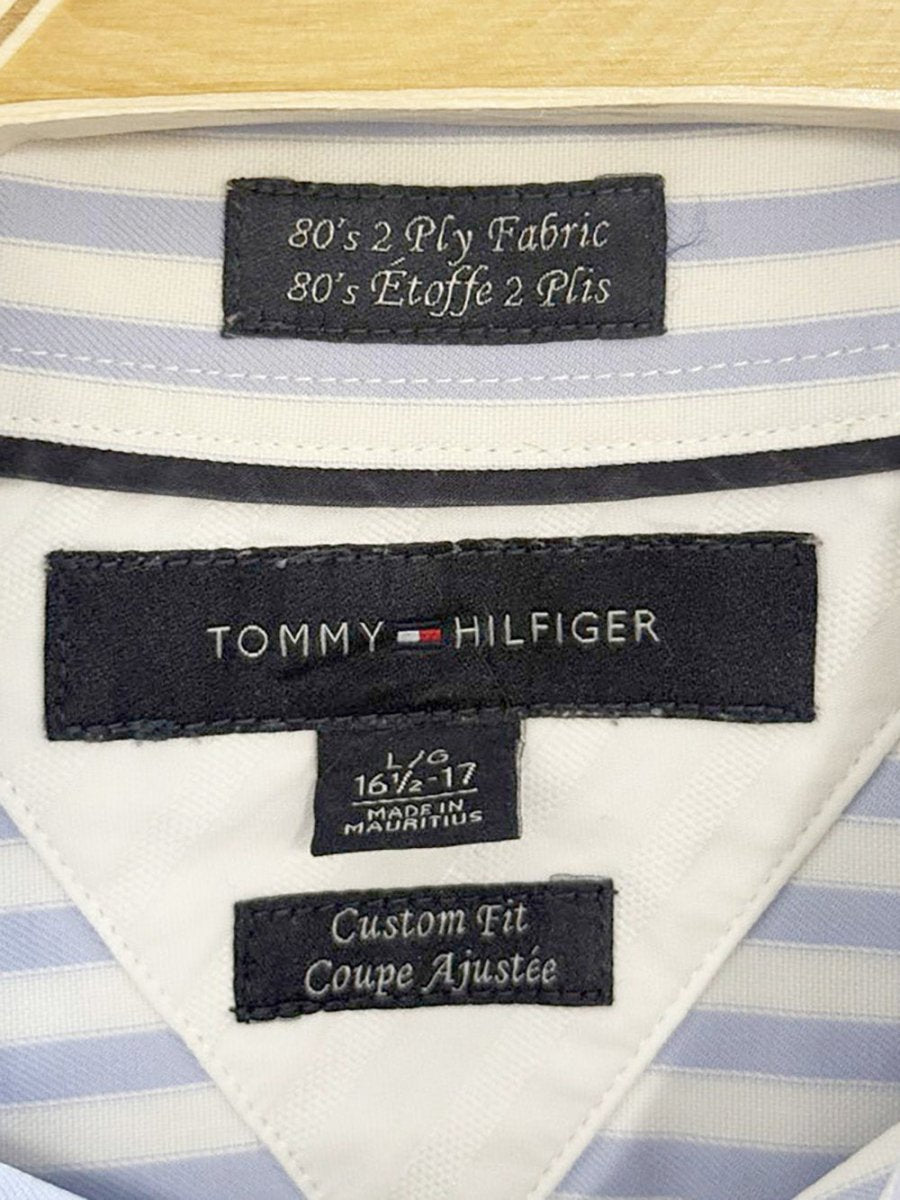 80's 2 Ply Fabric
80's Étoffe 2 Plis
TOMMY HILFIGER
L/G
16½-17
MADE IN
MAURITIUS
Custom Fit
Coupe Ajustée